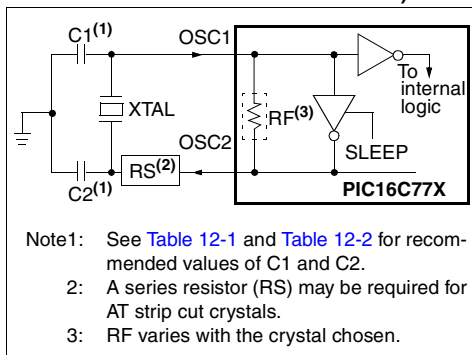 C1(1)
OSC1
To
internal
logic
XTAL
RF(3)
OSC2
SLEEP
RS(2)
C2(1)
PIC16C77X
Note1: See Table 12-1 and Table 12-2 for recom-
mended values of C1 and C2.
2: A series resistor (RS) may be required for
AT strip cut crystals.
3: RF varies with the crystal chosen.